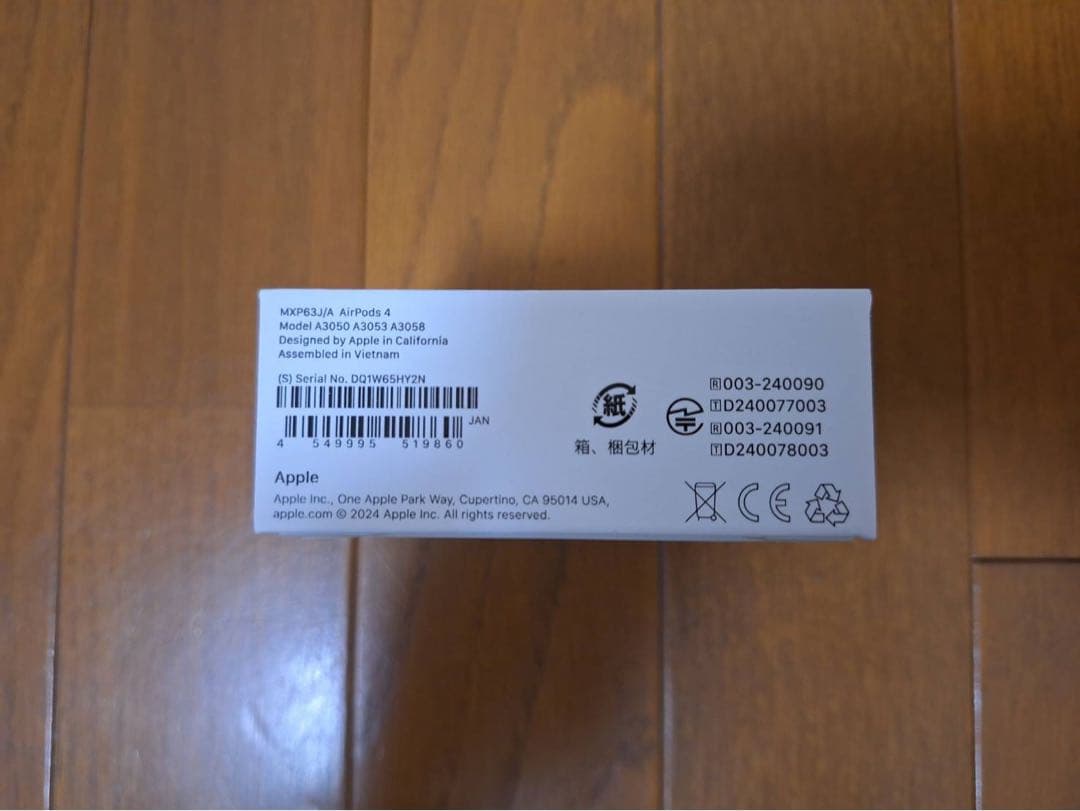 MXP63J/A AirPods 4
Model A3050 A3053 A3058
Designed by Apple in California
Assembled in Vietnam
(S) Serial No. DQ1W65HY2N
JAN
4 549995 519860
Apple
Apple Inc., One Apple Park Way, Cupertino, CA 95014 USA,
apple.com © 2024 Apple Inc. All rights reserved.
紙
箱、梱包材
R003-240090
TD240077003
R003-240091
TD240078003
CE